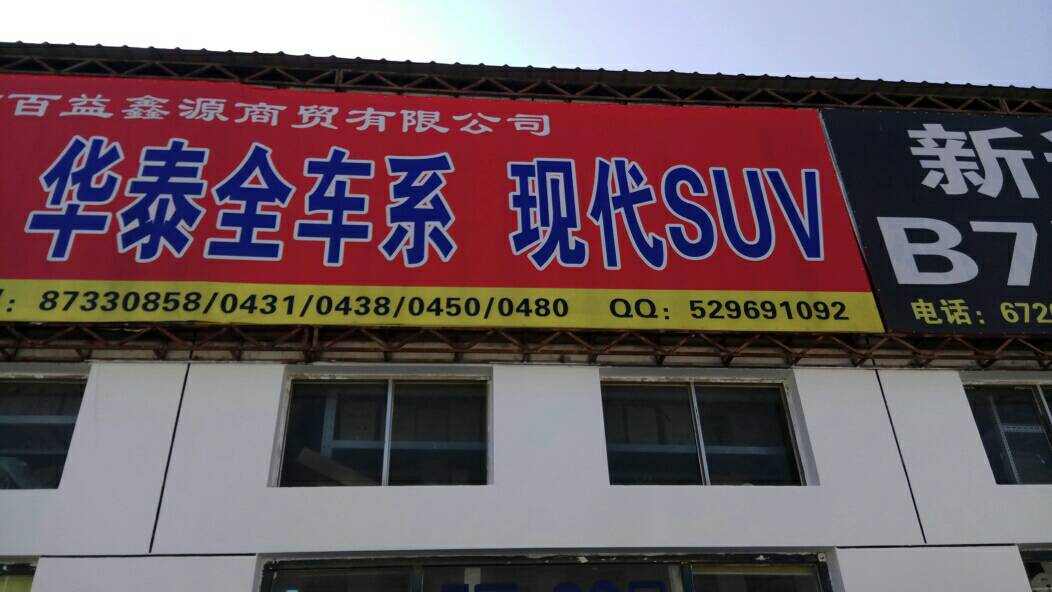 百益鑫源商贸有限公司
华泰全车系 现代SUV
: 87330858/0431/0438/0450/0480 QQ: 529691092
新
B7
电话: 672